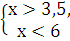 x > 3,5,
x < 6